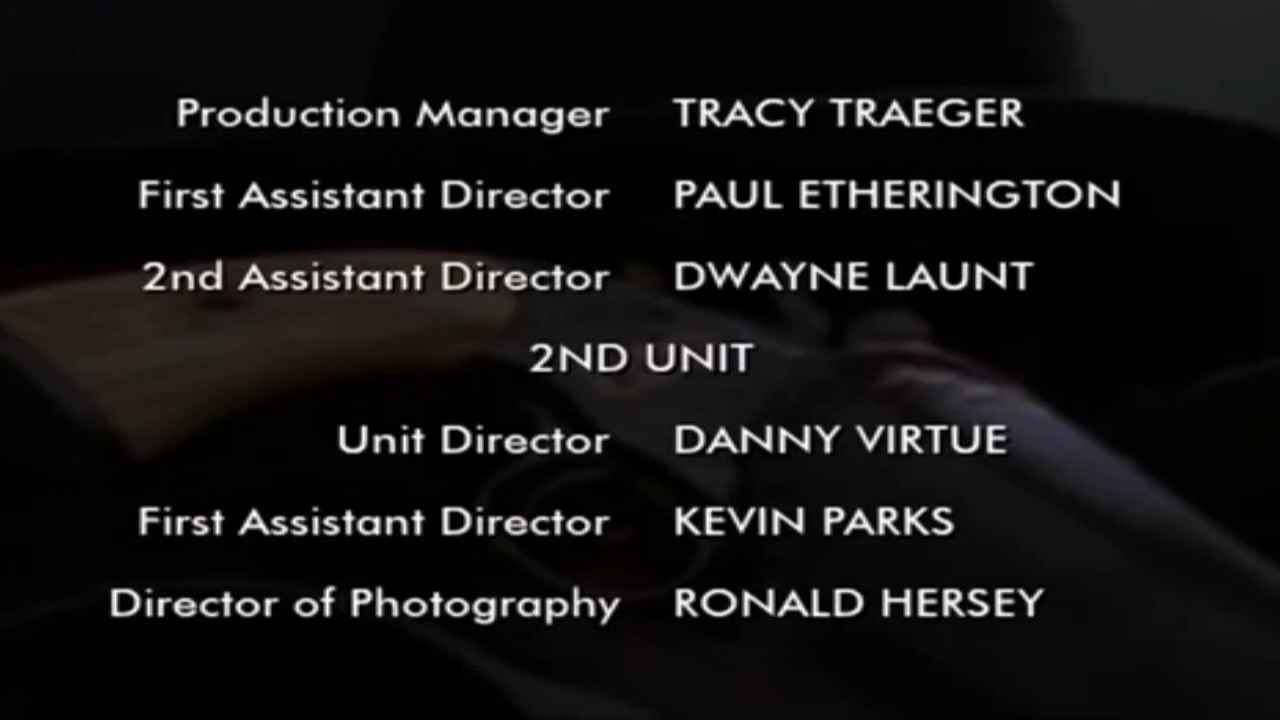 Production Manager TRACY TRAEGER
First Assistant Director PAUL ETHERINGTON
2nd Assistant Director DWAYNE LAUNT
2ND UNIT
Unit Director DANNY VIRTUE
First Assistant Director KEVIN PARKS
Director of Photography RONALD HERSEY